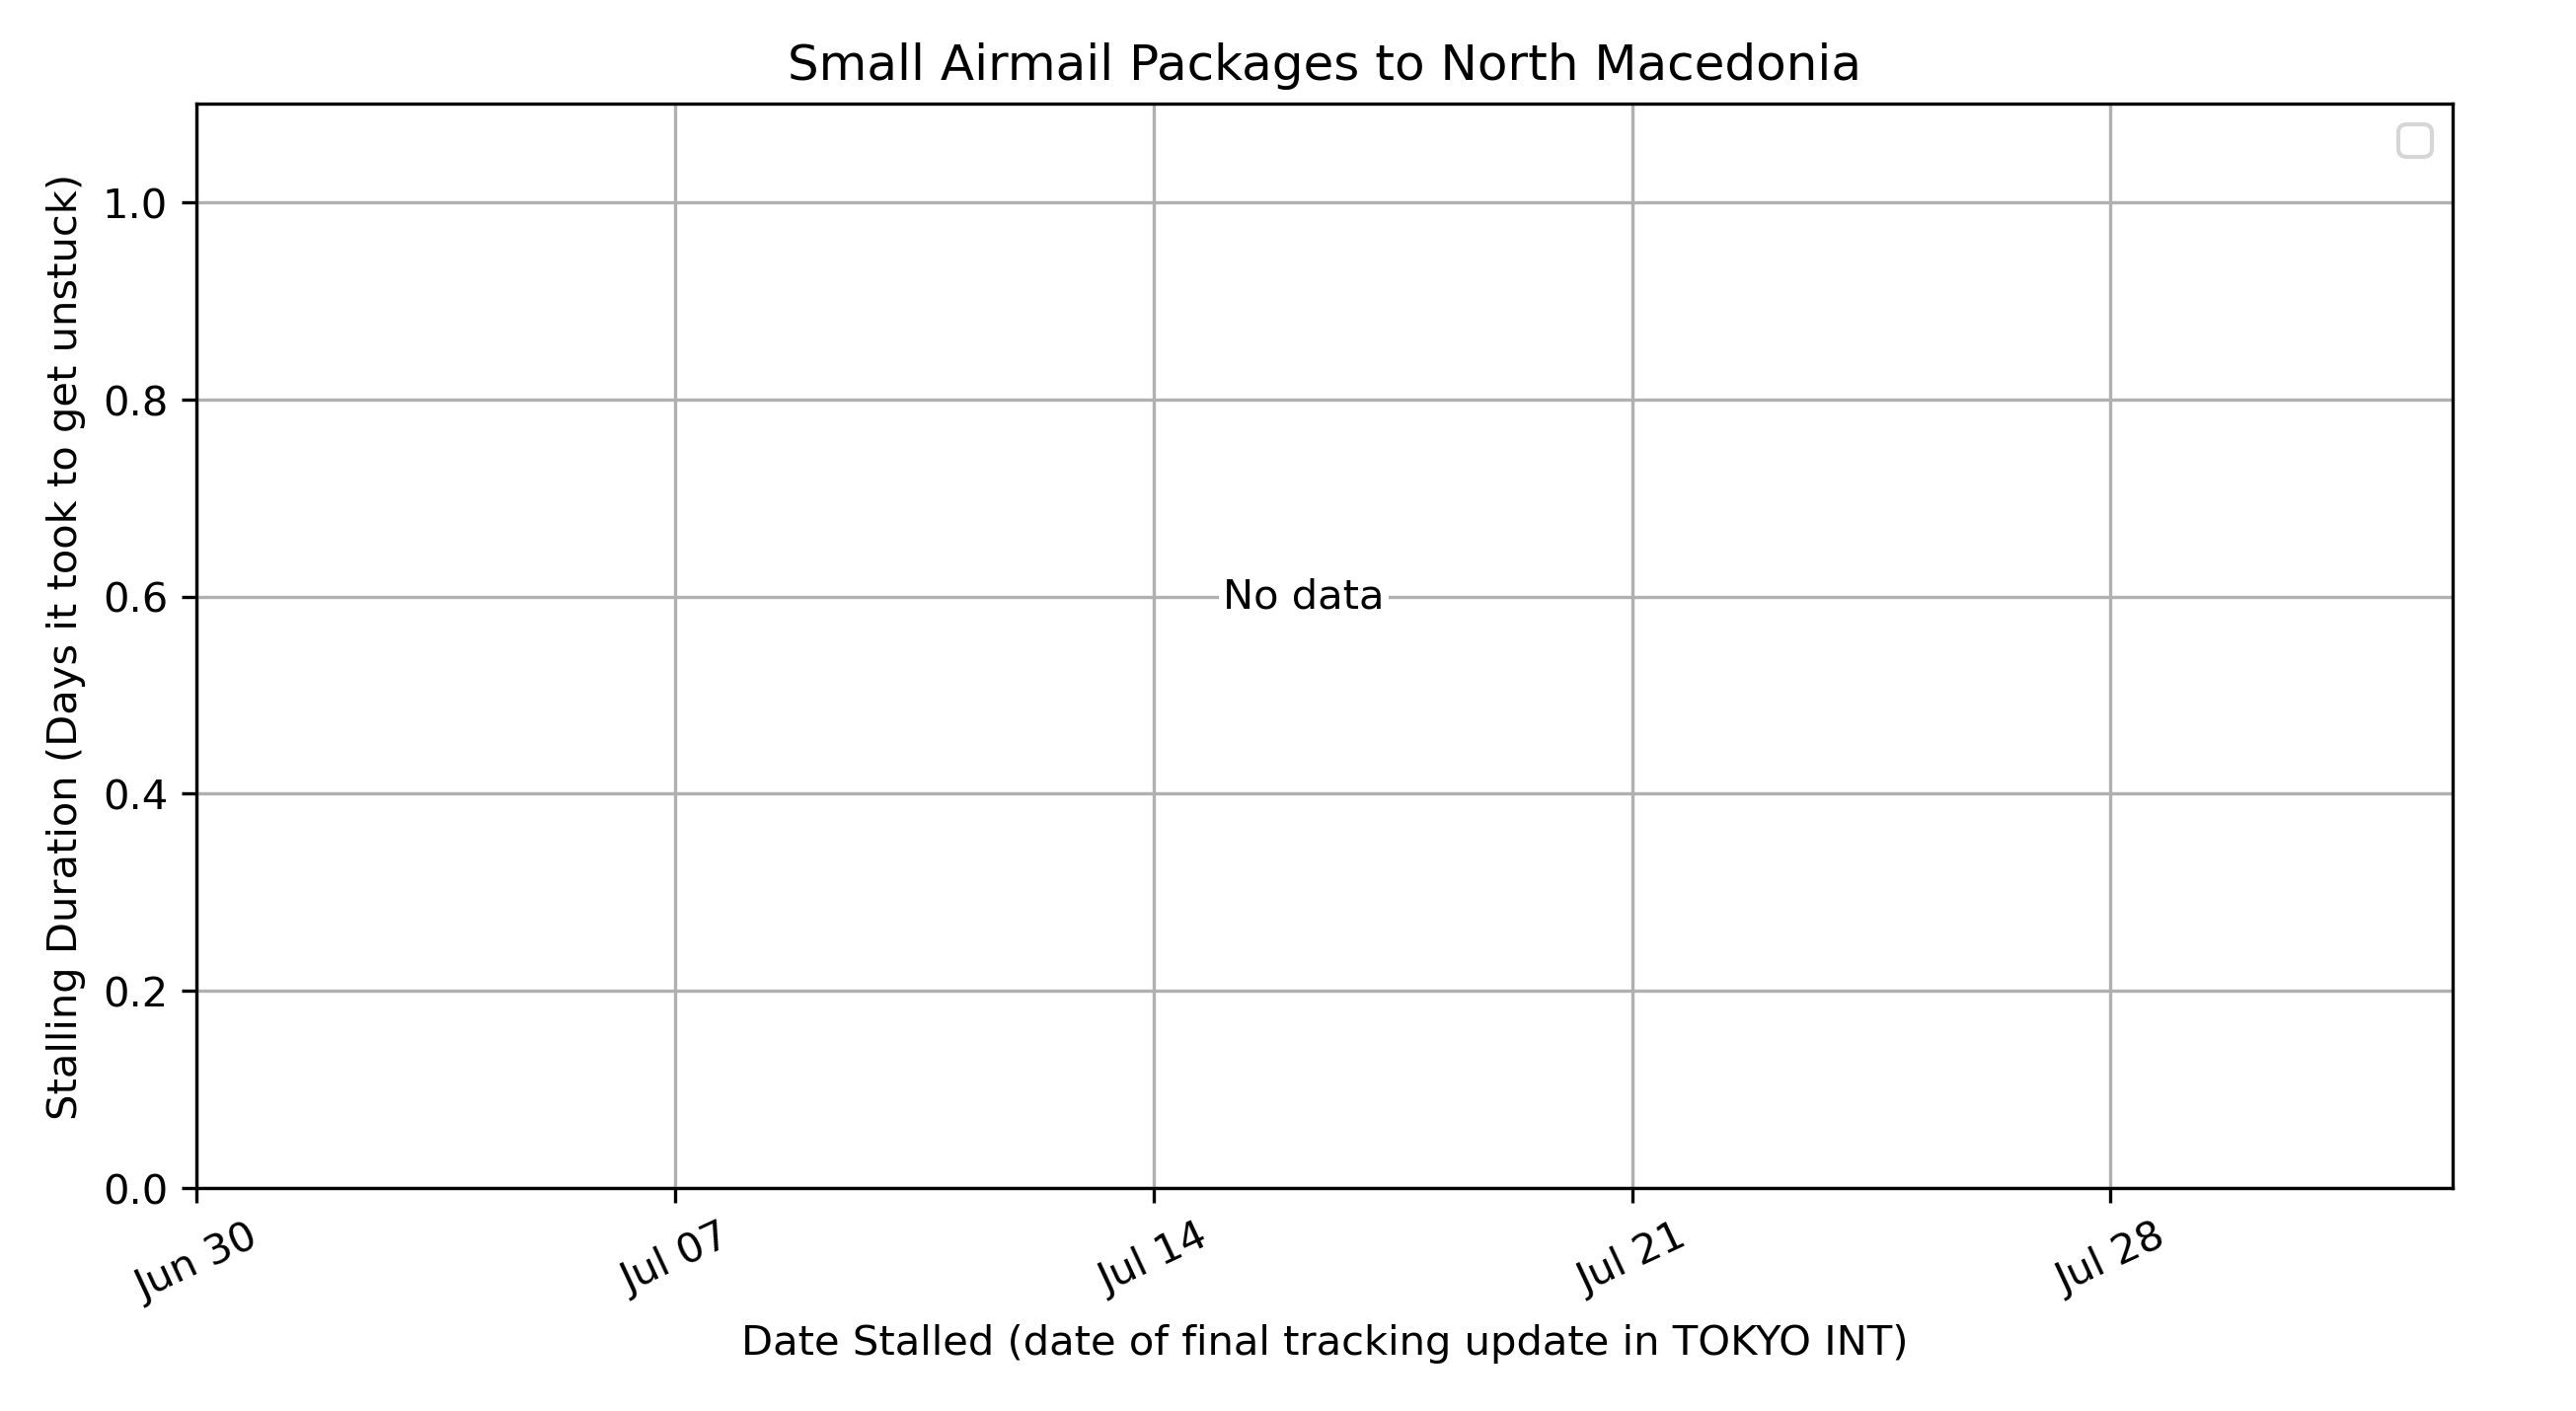 Small Airmail Packages to North Macedonia
Stalling Duration (Days it took to get unstuck)
1.0
0.8
0.6
0.4
0.2
0.0
No data
Jun 30
Jul 07
Jul 14
Jul 21
Jul 28
Date Stalled (date of final tracking update in TOKYO INT)